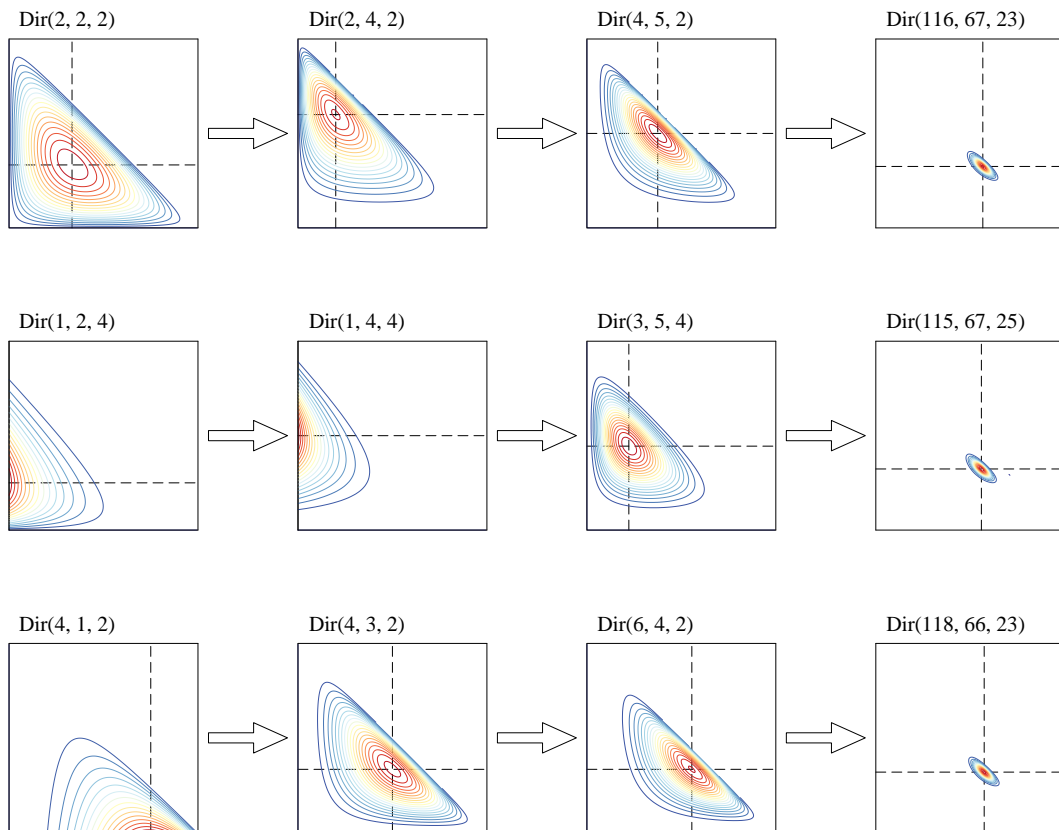 Dir(2, 2, 2) Dir(2, 4, 2) Dir(4, 5, 2) Dir(116, 67, 23)
Dir(1, 2, 4) Dir(1, 4, 4) Dir(3, 5, 4) Dir(115, 67, 25)
Dir(4, 1, 2) Dir(4, 3, 2) Dir(6, 4, 2) Dir(118, 66, 23)